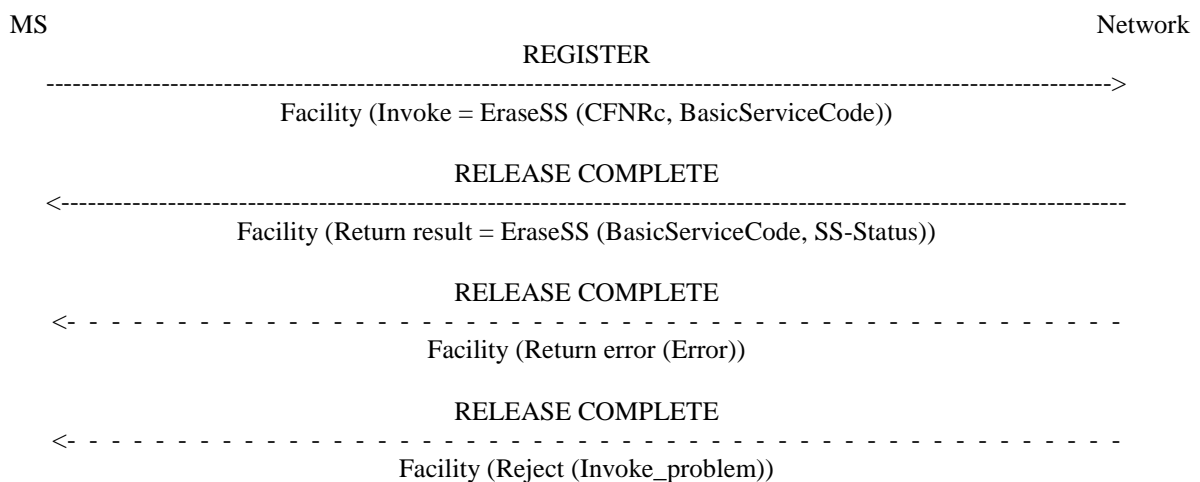 MS Network
REGISTER
Facility (Invoke = EraseSS (CFNRc, BasicServiceCode))
RELEASE COMPLETE
Facility (Return result = EraseSS (BasicServiceCode, SS-Status))
RELEASE COMPLETE
Facility (Return error (Error))
RELEASE COMPLETE
Facility (Reject (Invoke_problem))